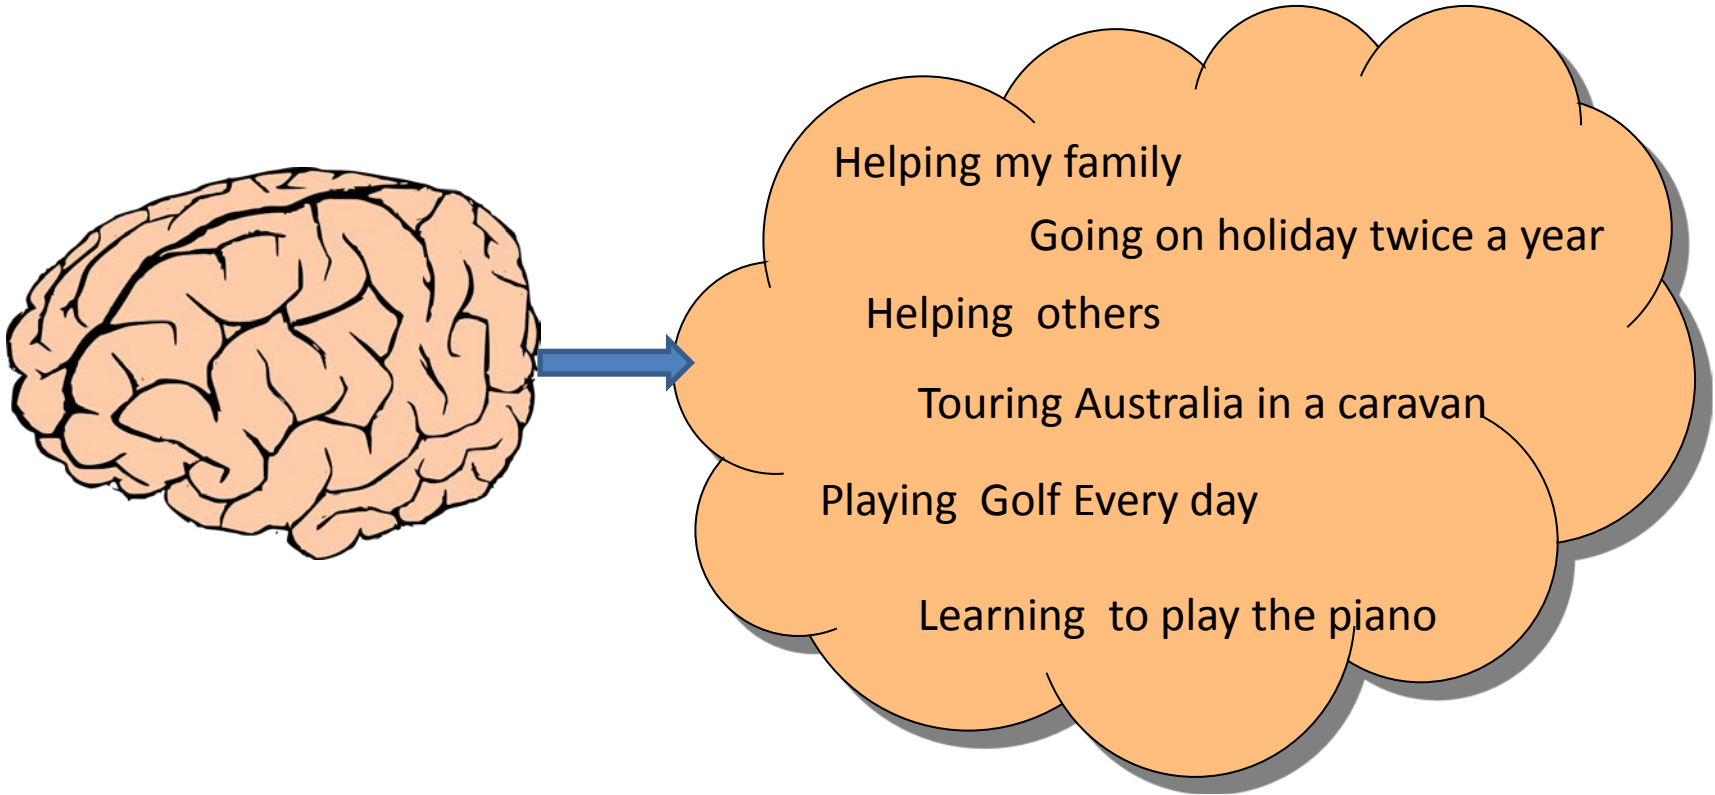 Helping my family
Going on holiday twice a year
Helping  others
Touring Australia in a caravan
Playing  Golf Every day
Learning  to play the piano